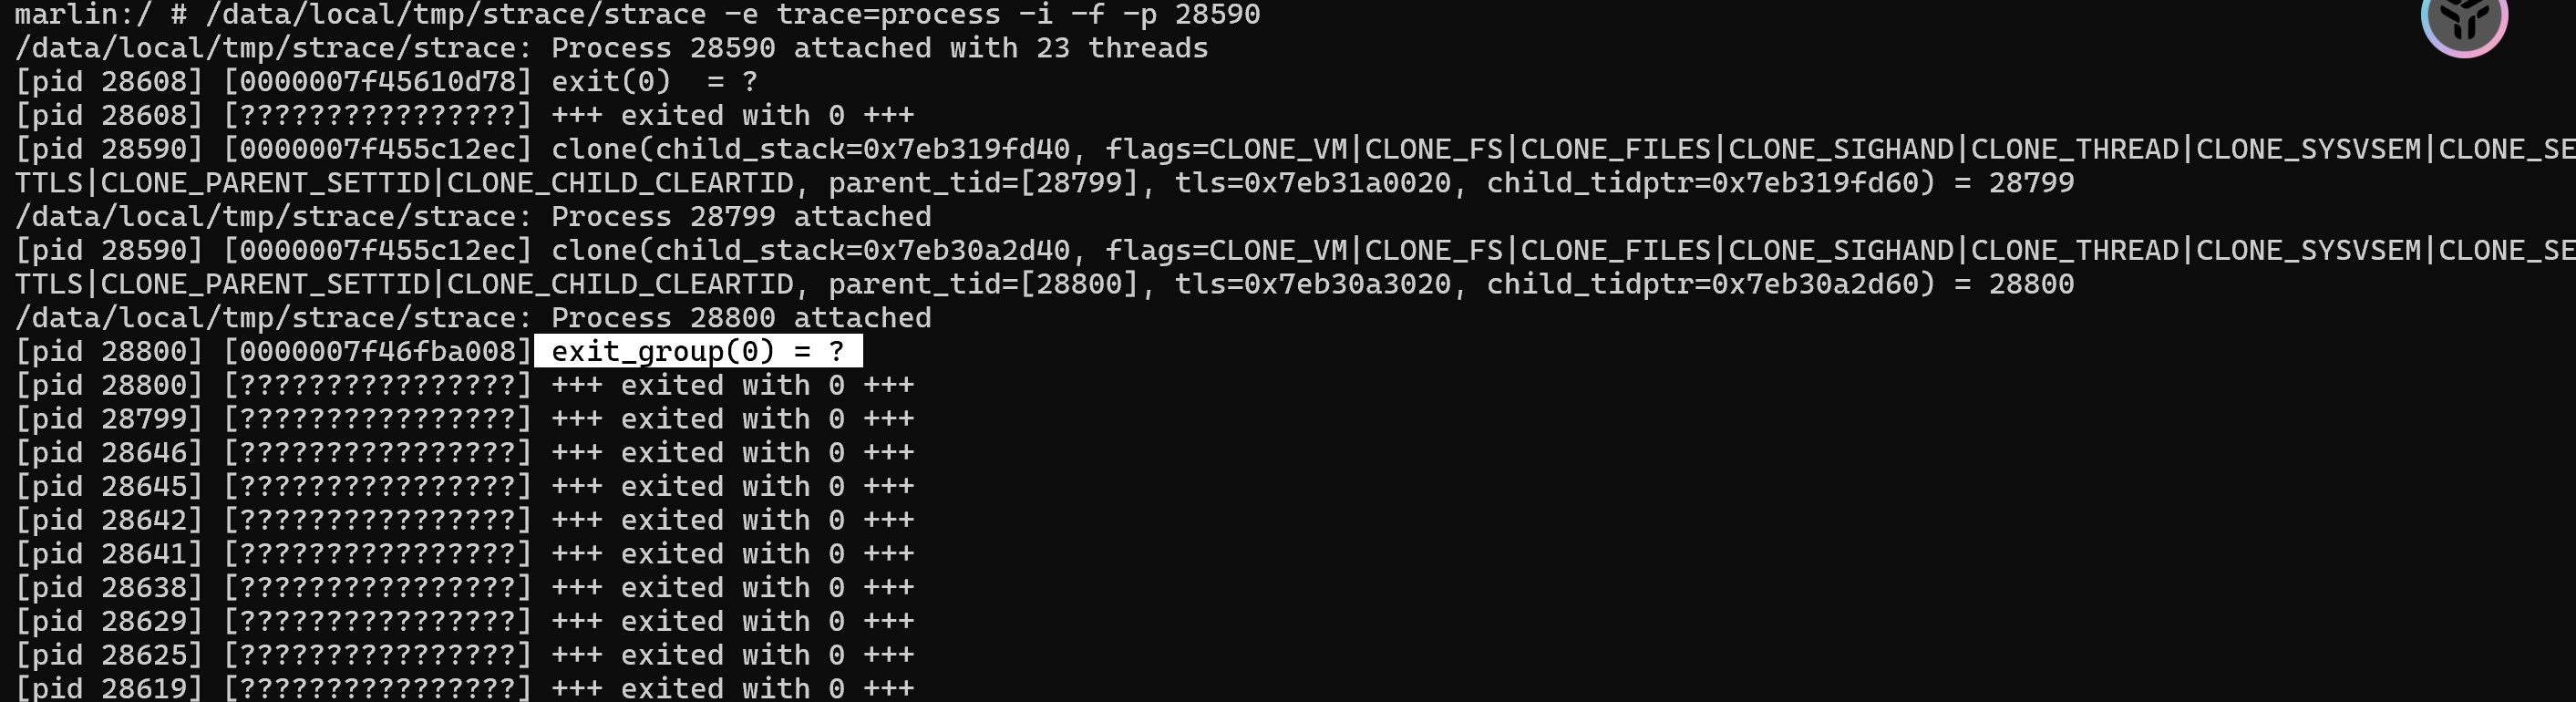 marlin:/ # /data/local/tmp/strace/strace -e trace=process -i -f -p 28590
/data/local/tmp/strace/strace: Process 28590 attached with 23 threads
[pid 28608] [0000007f45610d78] exit(0)  = ?
[pid 28608] [????????????????] +++ exited with 0 +++
[pid 28590] [0000007f455c12ec] clone(child_stack=0x7eb319fd40, flags=CLONE_VM|CLONE_FS|CLONE_FILES|CLONE_SIGHAND|CLONE_THREAD|CLONE_SYSVSEM|CLONE_SE
TTLS|CLONE_PARENT_SETTID|CLONE_CHILD_CLEARTID, parent_tid=[28799], tls=0x7eb31a0020, child_tidptr=0x7eb319fd60) = 28799
/data/local/tmp/strace/strace: Process 28799 attached
[pid 28590] [0000007f455c12ec] clone(child_stack=0x7eb30a2d40, flags=CLONE_VM|CLONE_FS|CLONE_FILES|CLONE_SIGHAND|CLONE_THREAD|CLONE_SYSVSEM|CLONE_SE
TTLS|CLONE_PARENT_SETTID|CLONE_CHILD_CLEARTID, parent_tid=[28800], tls=0x7eb30a3020, child_tidptr=0x7eb30a2d60) = 28800
/data/local/tmp/strace/strace: Process 28800 attached
[pid 28800] [0000007f46fba008] exit_group(0) = ?
[pid 28800] [????????????????] +++ exited with 0 +++
[pid 28799] [????????????????] +++ exited with 0 +++
[pid 28646] [????????????????] +++ exited with 0 +++
[pid 28645] [????????????????] +++ exited with 0 +++
[pid 28642] [????????????????] +++ exited with 0 +++
[pid 28641] [????????????????] +++ exited with 0 +++
[pid 28638] [????????????????] +++ exited with 0 +++
[pid 28629] [????????????????] +++ exited with 0 +++
[pid 28625] [????????????????] +++ exited with 0 +++
[pid 28619] [????????????????] +++ exited with 0 +++